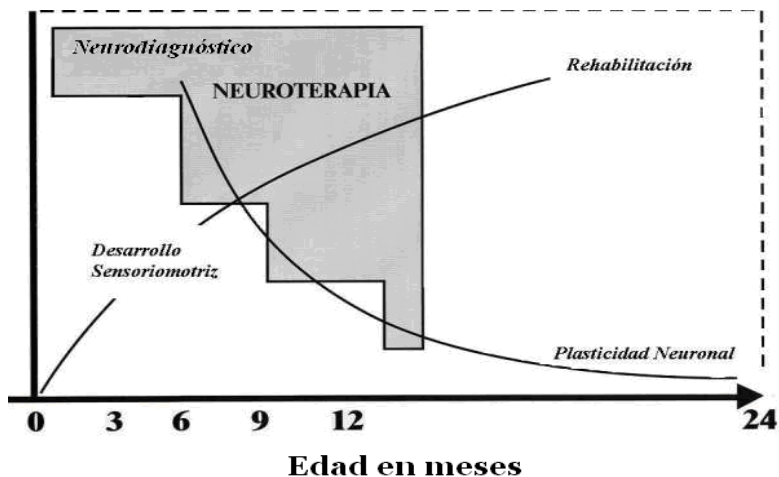 Neurodiagnóstico
NEUROTERAPIA
Rehabilitación
Desarrollo
Sensoriomotriz
Plasticidad Neuronal
0 3 6 9 12 24
Edad en meses